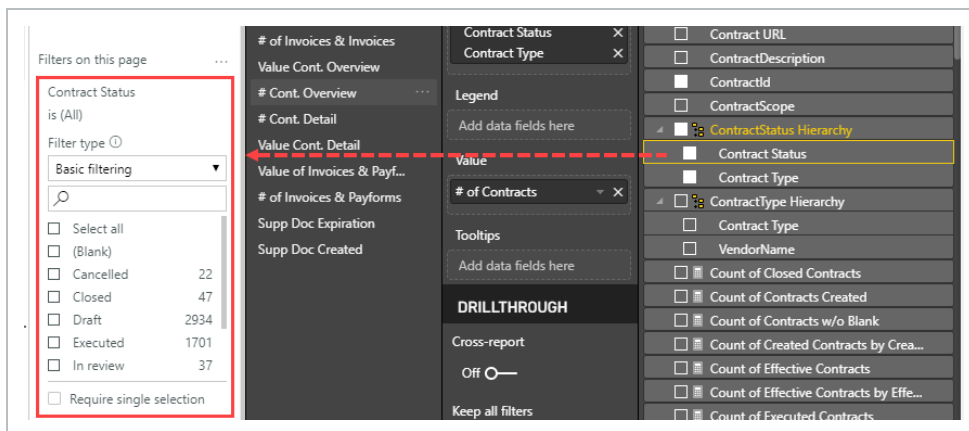 Filters on this page
...
Contract Status
is (All)
Filter type
Basic filtering
Select all
(Blank)
Cancelled 22
Closed 47
Draft 2934
Executed 1701
In review 37
Require single selection
# of Invoices & Invoices
Value Cont. Overview
# Cont. Overview ...
# Cont. Detail
Value Cont. Detail
Value of Invoices & Payf...
# of Invoices & Payforms
Supp Doc Expiration
Supp Doc Created
Contract Status
Contract Type
Legend
Add data fields here
Value
# of Contracts
Tooltips
Add data fields here
DRILLTHROUGH
Cross-report
Off
Keep all filters
Contract URL
ContractDescription
ContractId
ContractScope
ContractStatus Hierarchy
Contract Status
Contract Type
ContractType Hierarchy
Contract Type
VendorName
Count of Closed Contracts
Count of Contracts Created
Count of Contracts w/o Blank
Count of Created Contracts by Crea...
Count of Effective Contracts
Count of Effective Contracts by Effe...
Count of Executed Contracts